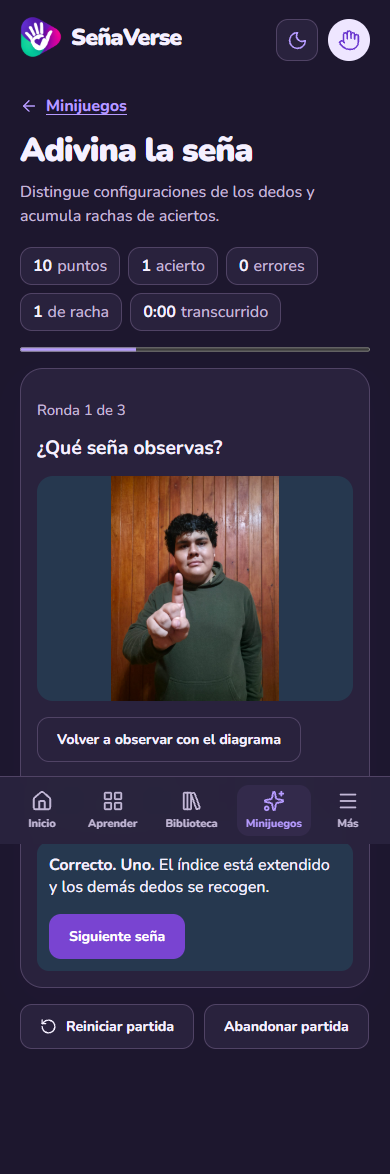 SeñaVerse
Minijuegos
Adivina la seña
Distingue configuraciones de los dedos y
acumula rachas de aciertos.
10 puntos
1 acierto
0 errores
1 de racha
0:00 transcurrido
Ronda 1 de 3
¿Qué seña observas?
Volver a observar con el diagrama
Inicio
Aprender
Biblioteca
Minijuegos
Más
Correcto. Uno. El índice está extendido
y los demás dedos se recogen.
Siguiente seña
Reiniciar partida
Abandonar partida